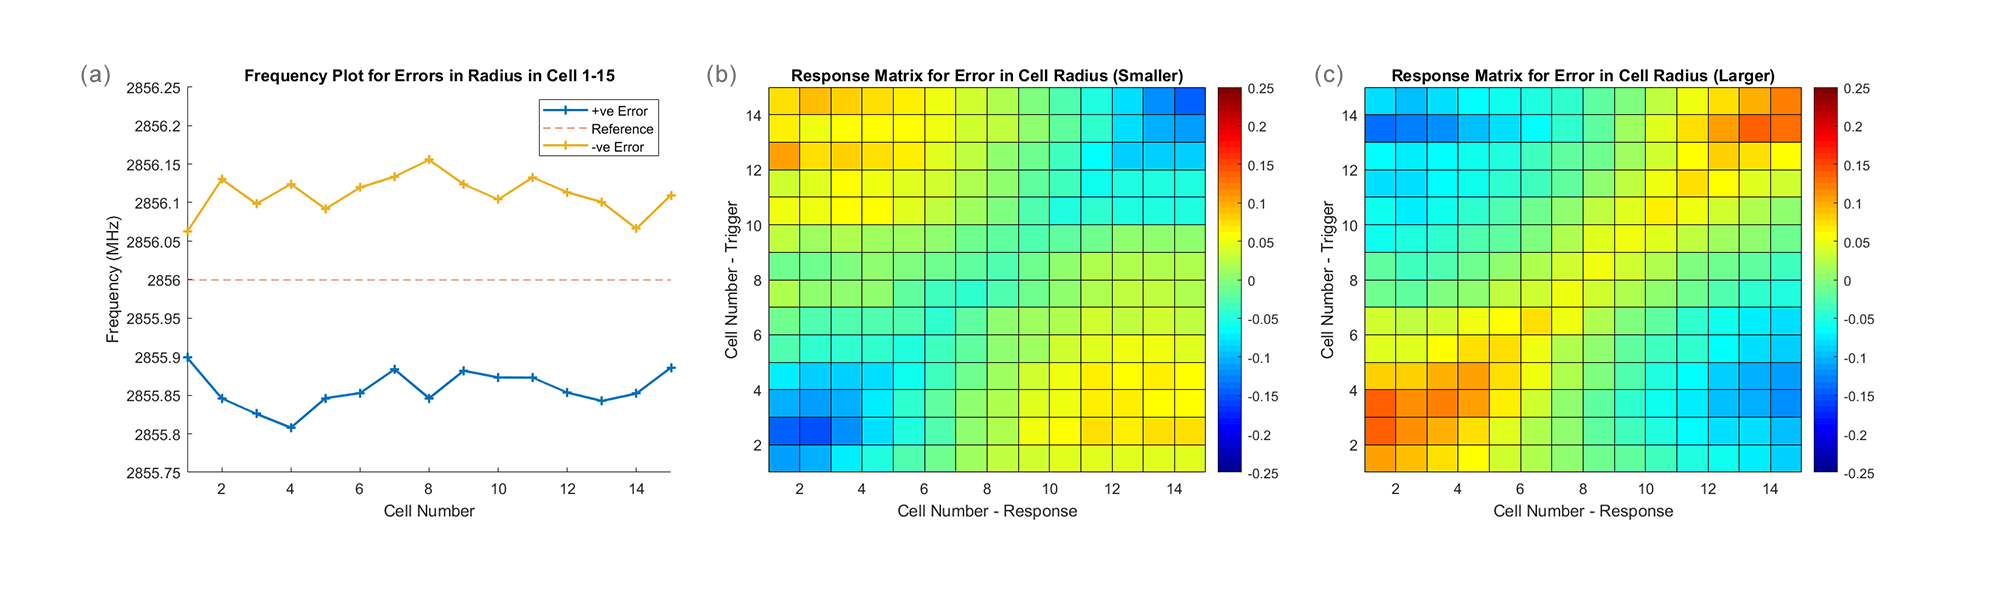 (a)
Frequency Plot for Errors in Radius in Cell 1-15
2856.25
2856.2
2856.15
2856.1
2856.05
2856
2855.95
2855.9
2855.85
2855.8
2855.75
Frequency (MHz)
+ve Error
Reference
-ve Error
2 4 6 8 10 12 14
Cell Number
(b)
Response Matrix for Error in Cell Radius (Smaller)
14
12
10
8
6
4
2
Cell Number - Trigger
2 4 6 8 10 12 14
Cell Number - Response
0.25
0.2
0.15
0.1
0.05
0
-0.05
-0.1
-0.15
-0.2
-0.25
(c)
Response Matrix for Error in Cell Radius (Larger)
14
12
10
8
6
4
2
Cell Number - Trigger
2 4 6 8 10 12 14
Cell Number - Response
0.25
0.2
0.15
0.1
0.05
0
-0.05
-0.1
-0.15
-0.2
-0.25